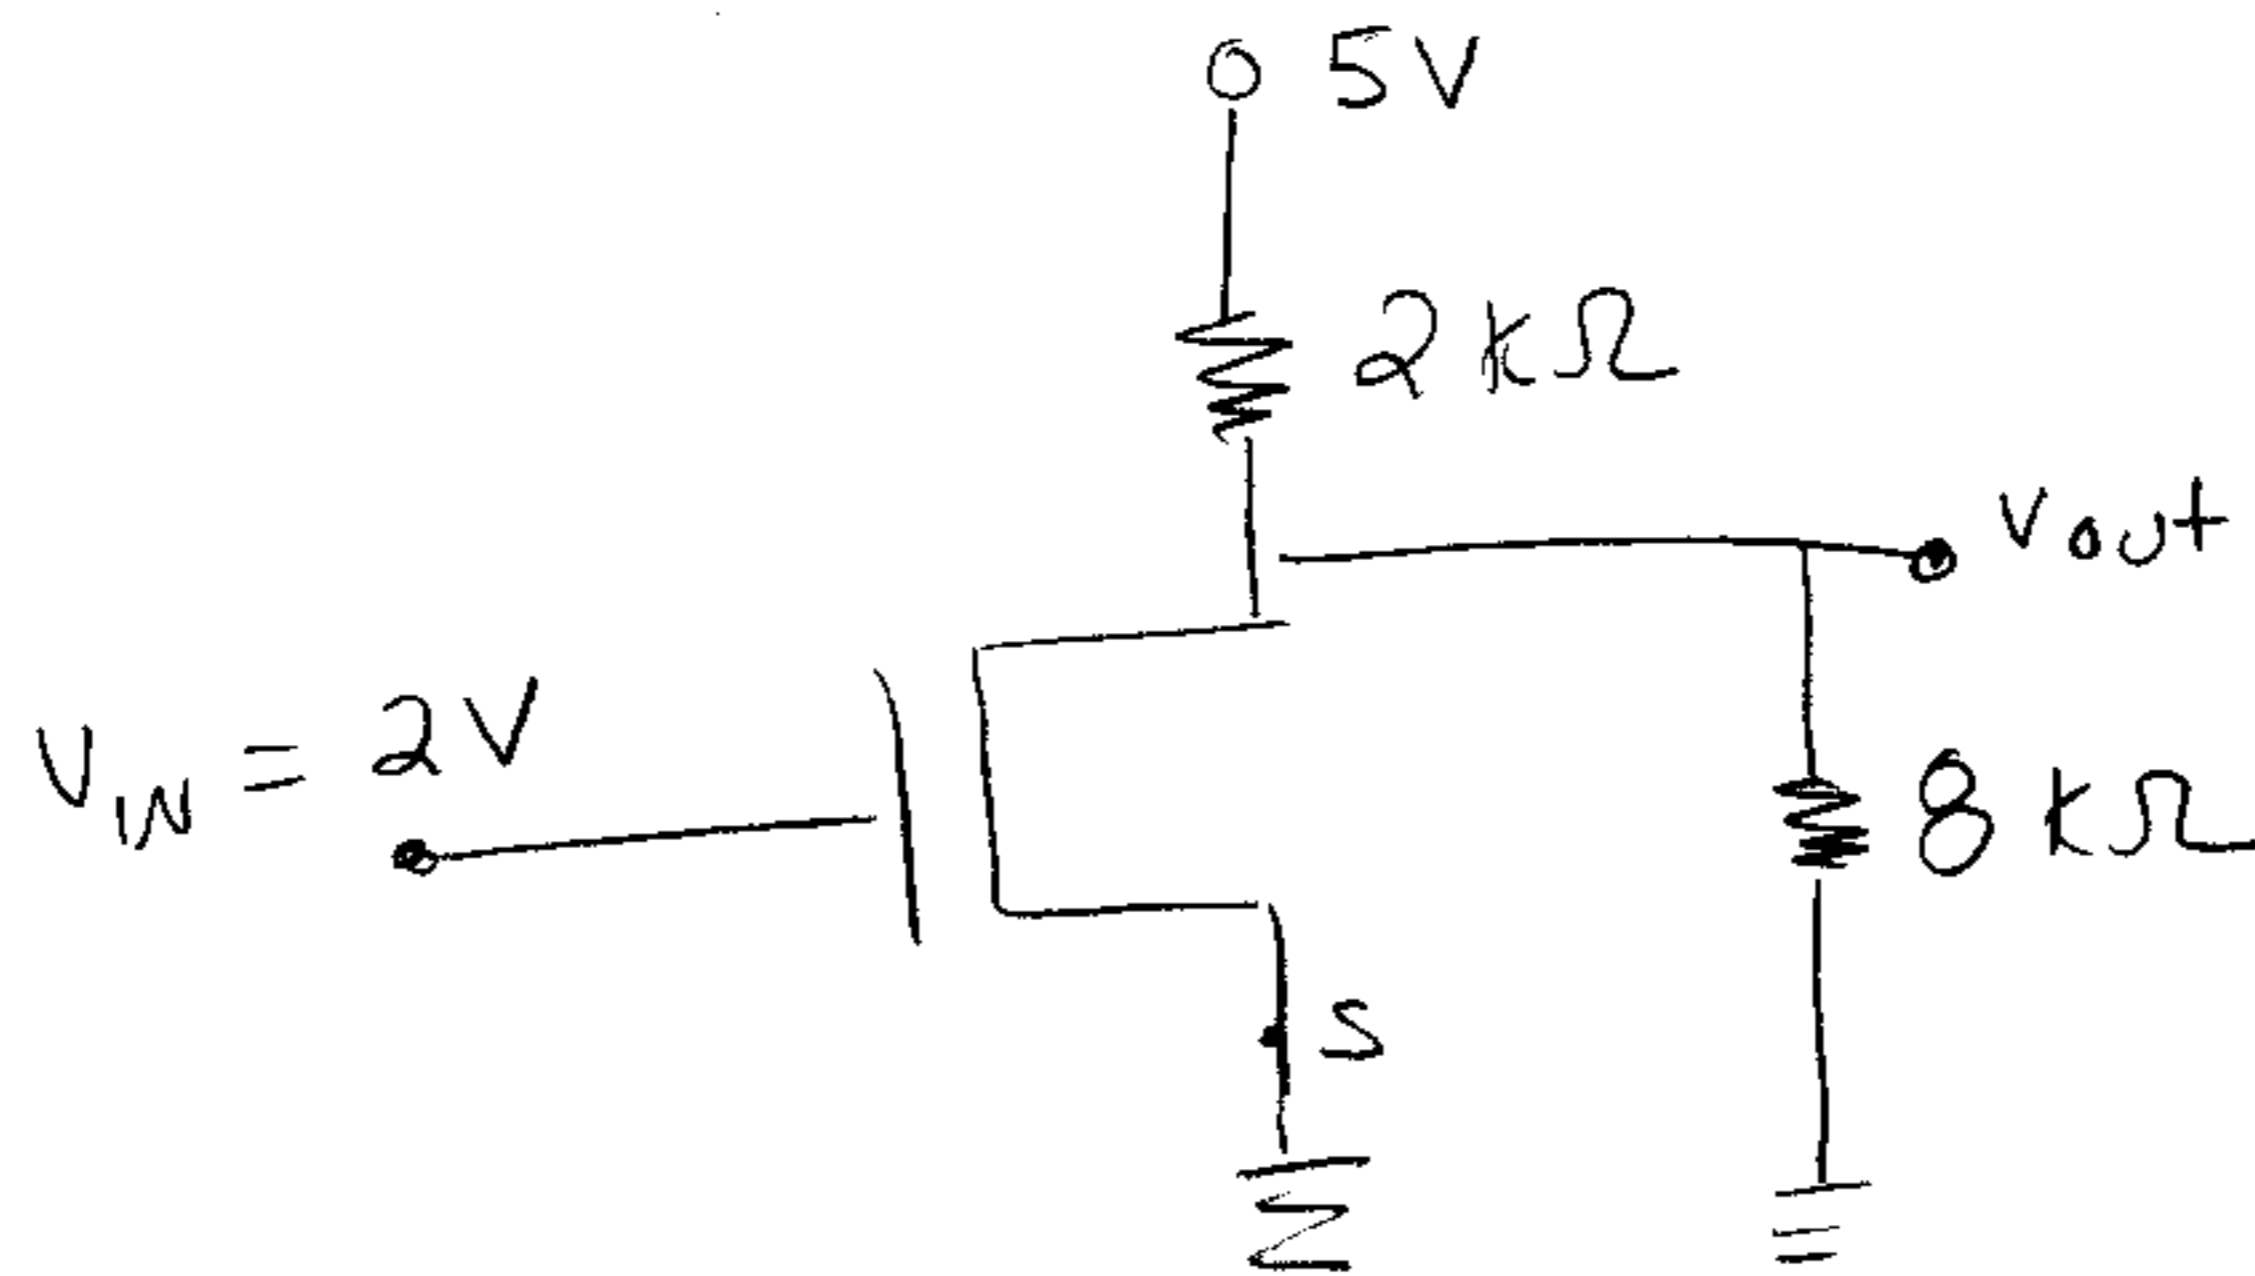 5V
2kΩ
Vout
VIN = 2V
8kΩ
S